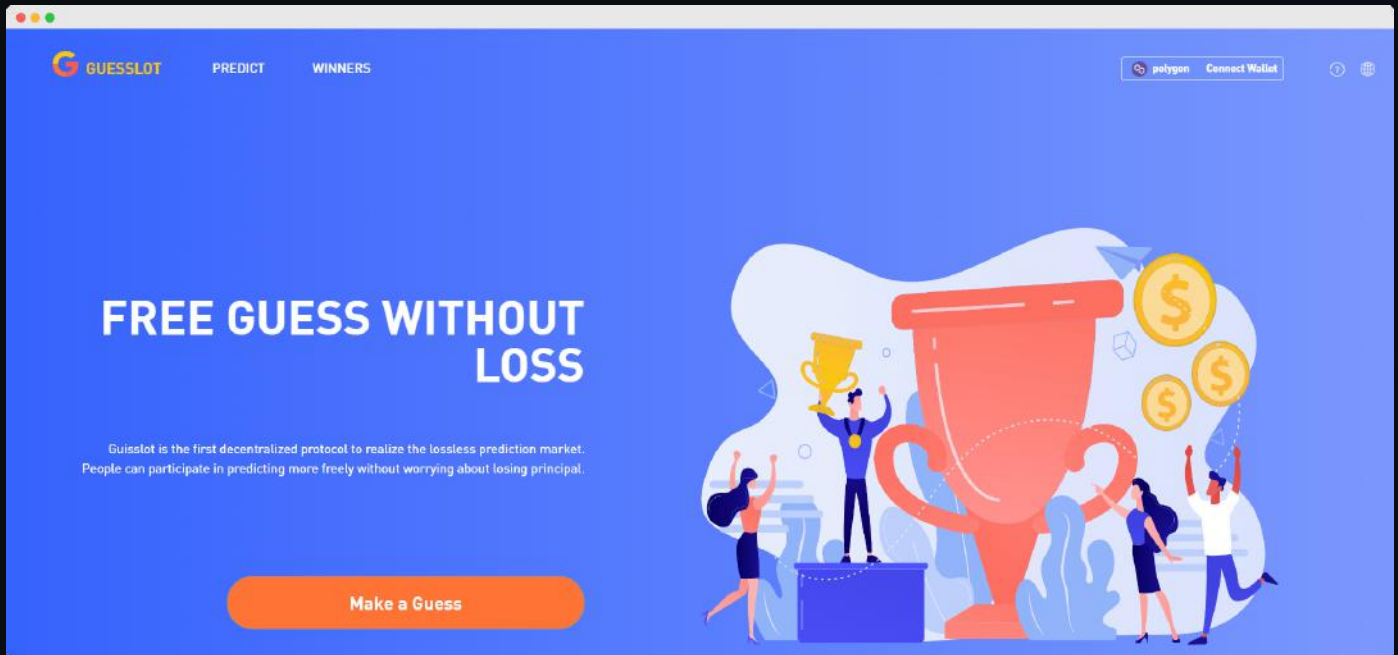 GUESSLOT
PREDICT
WINNERS
polygon
Connect Wallet
?
FREE GUESS WITHOUT
LOSS
Guisslot is the first decentralized protocol to realize the lossless prediction market.
People can participate in predicting more freely without worrying about losing principal.
Make a Guess
$
$
$